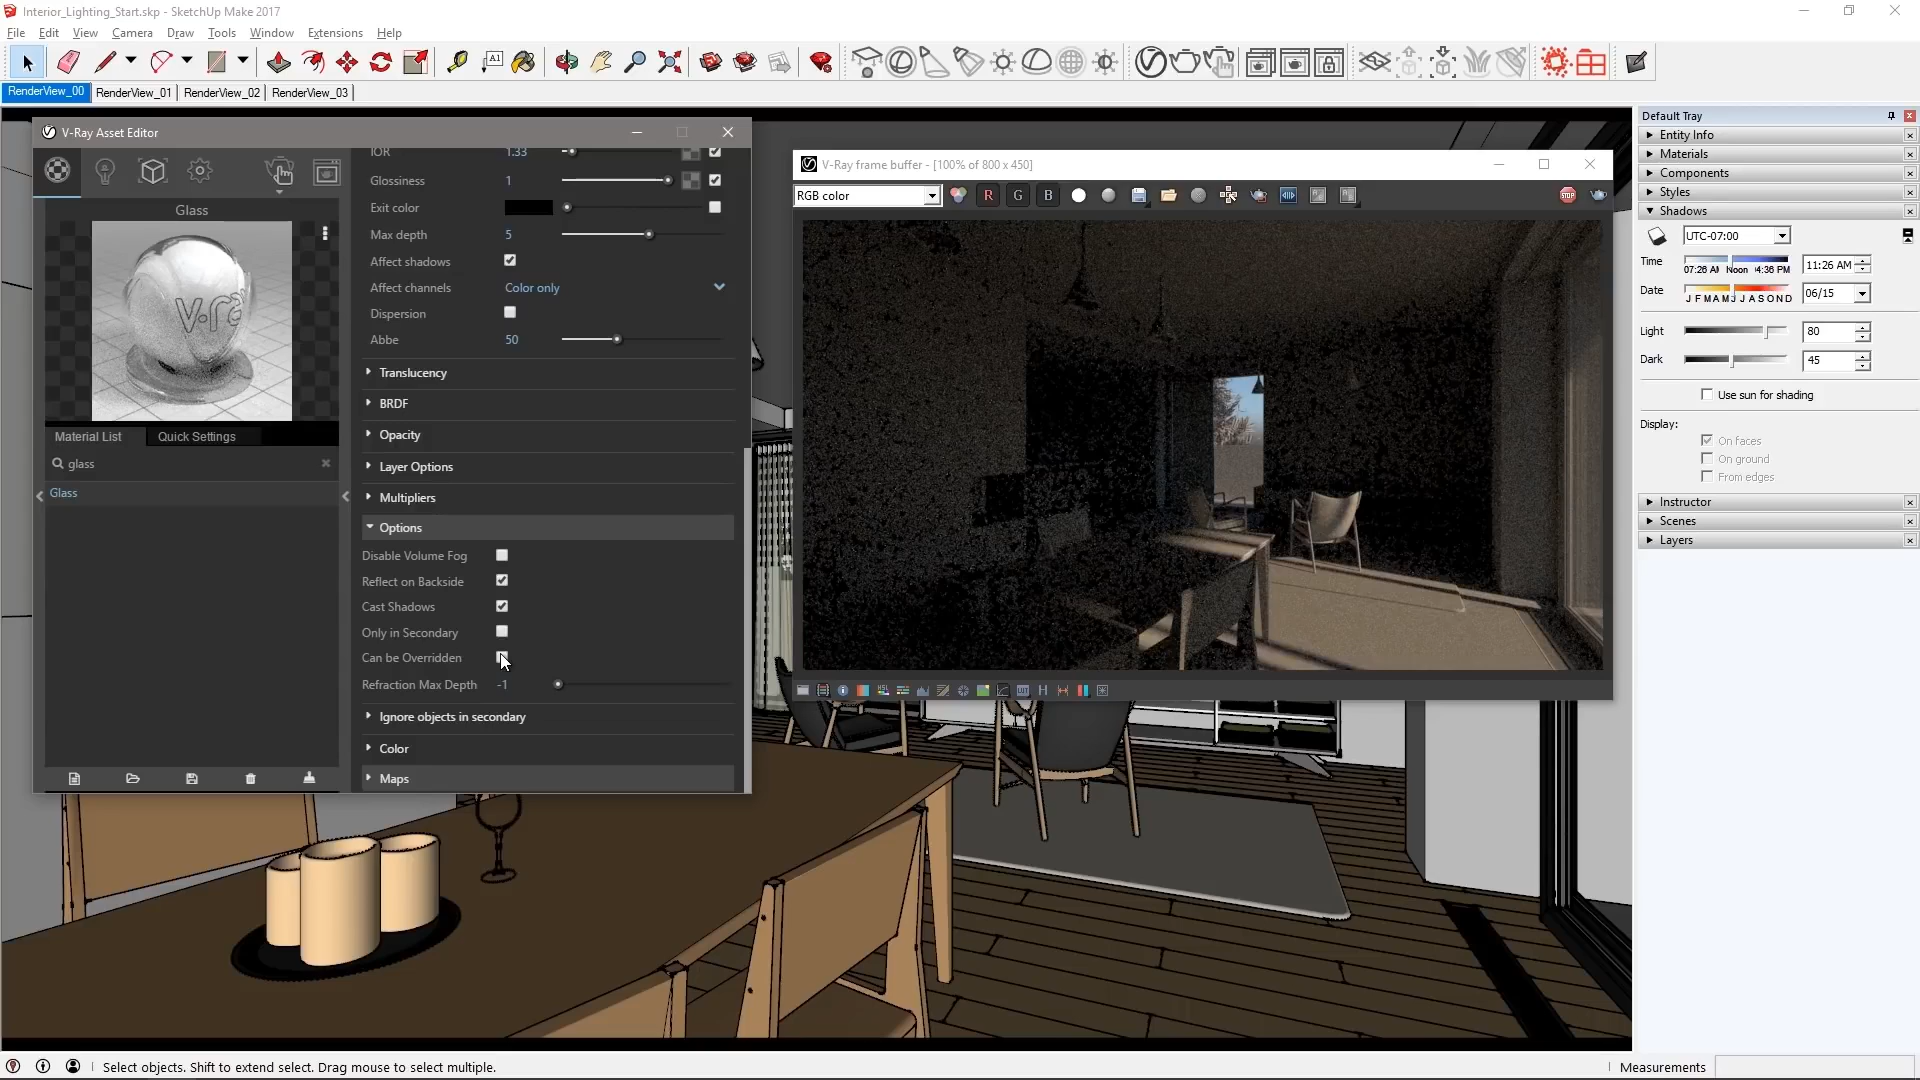 Interior_Lighting_Start.skp - SketchUp Make 2017
File Edit View Camera Draw Tools Window Extensions Help
A1
RenderView_00 RenderView_01 RenderView_02 RenderView_03
V-Ray Asset Editor
Glass
v-ra
Material List Quick Settings
glass
Glass
IOR 1.33
Glossiness 1
Exit color
Max depth 5
Affect shadows
Affect channels Color only
Dispersion
Abbe 50
Translucency
BRDF
Opacity
Layer Options
Multipliers
Options
Disable Volume Fog
Reflect on Backside
Cast Shadows
Only in Secondary
Can be Overridden
Refraction Max Depth -1
Ignore objects in secondary
Color
Maps
V-Ray frame buffer - [100% of 800 x 450]
RGB color R G B STOP
H
Default Tray
Entity Info
Materials
Components
Styles
Shadows
UTC-07:00
Time 07:26 AM Noon 04:36 PM 11:26 AM
Date J F M A M J J A S O N D 06/15
Light 80
Dark 45
Use sun for shading
Display:
On faces
On ground
From edges
Instructor
Scenes
Layers
Select objects. Shift to extend select. Drag mouse to select multiple.
Measurements